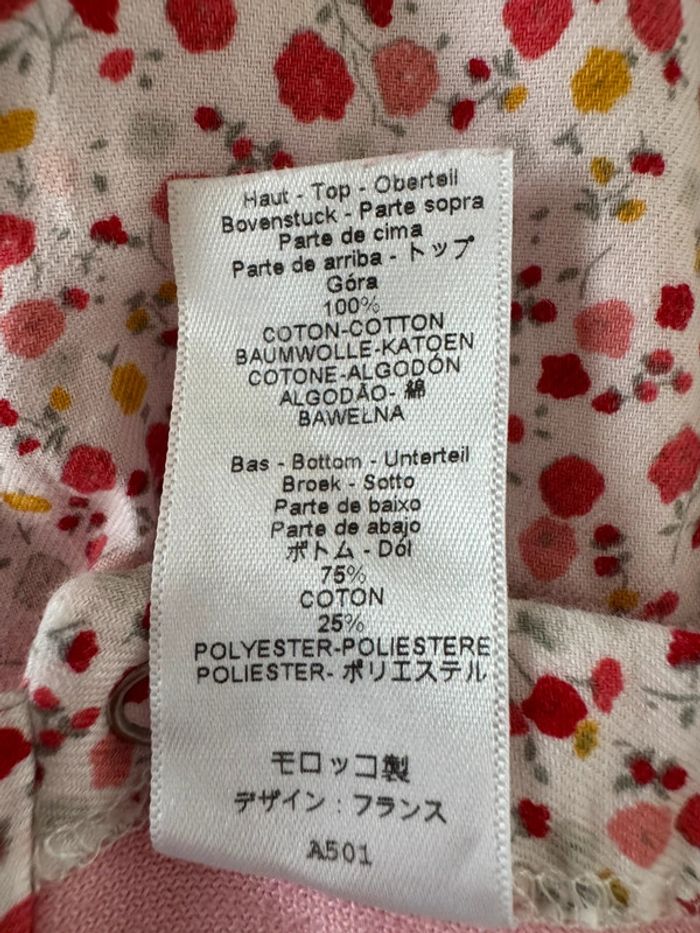 Haut - Top - Oberteil
Bovenstuck - Parte sopra
Parte de cima
Parte de arriba - トップ
Góra
100%
COTON-COTTON
BAUMWOLLE-KATOEN
COTONE-ALGODÓN
ALGODÃO- 綿
BAWELNA
Bas - Bottom - Unterteil
Broek - Sotto
Parte de baixo
Parte de abajo
ボトム - Dół
75%
COTON
25%
POLYESTER-POLIESTERE
POLIESTER- ポリエステル
モロッコ製
デザイン : フランス
A501